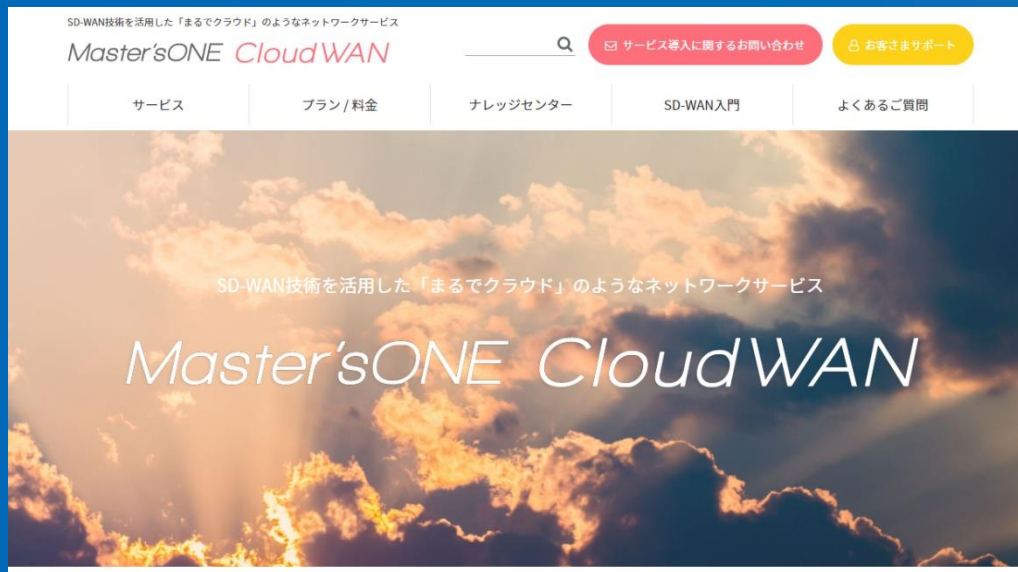 SD-WAN技術を活用した「まるでクラウド」のようなネットワークサービス
Master'sONE CloudWAN
サービス導入に関するお問い合わせ
お客さまサポート
サービス
プラン / 料金
ナレッジセンター
SD-WAN入門
よくあるご質問
SD-WAN技術を活用した「まるでクラウド」のようなネットワークサービス
Master'sONE CloudWAN